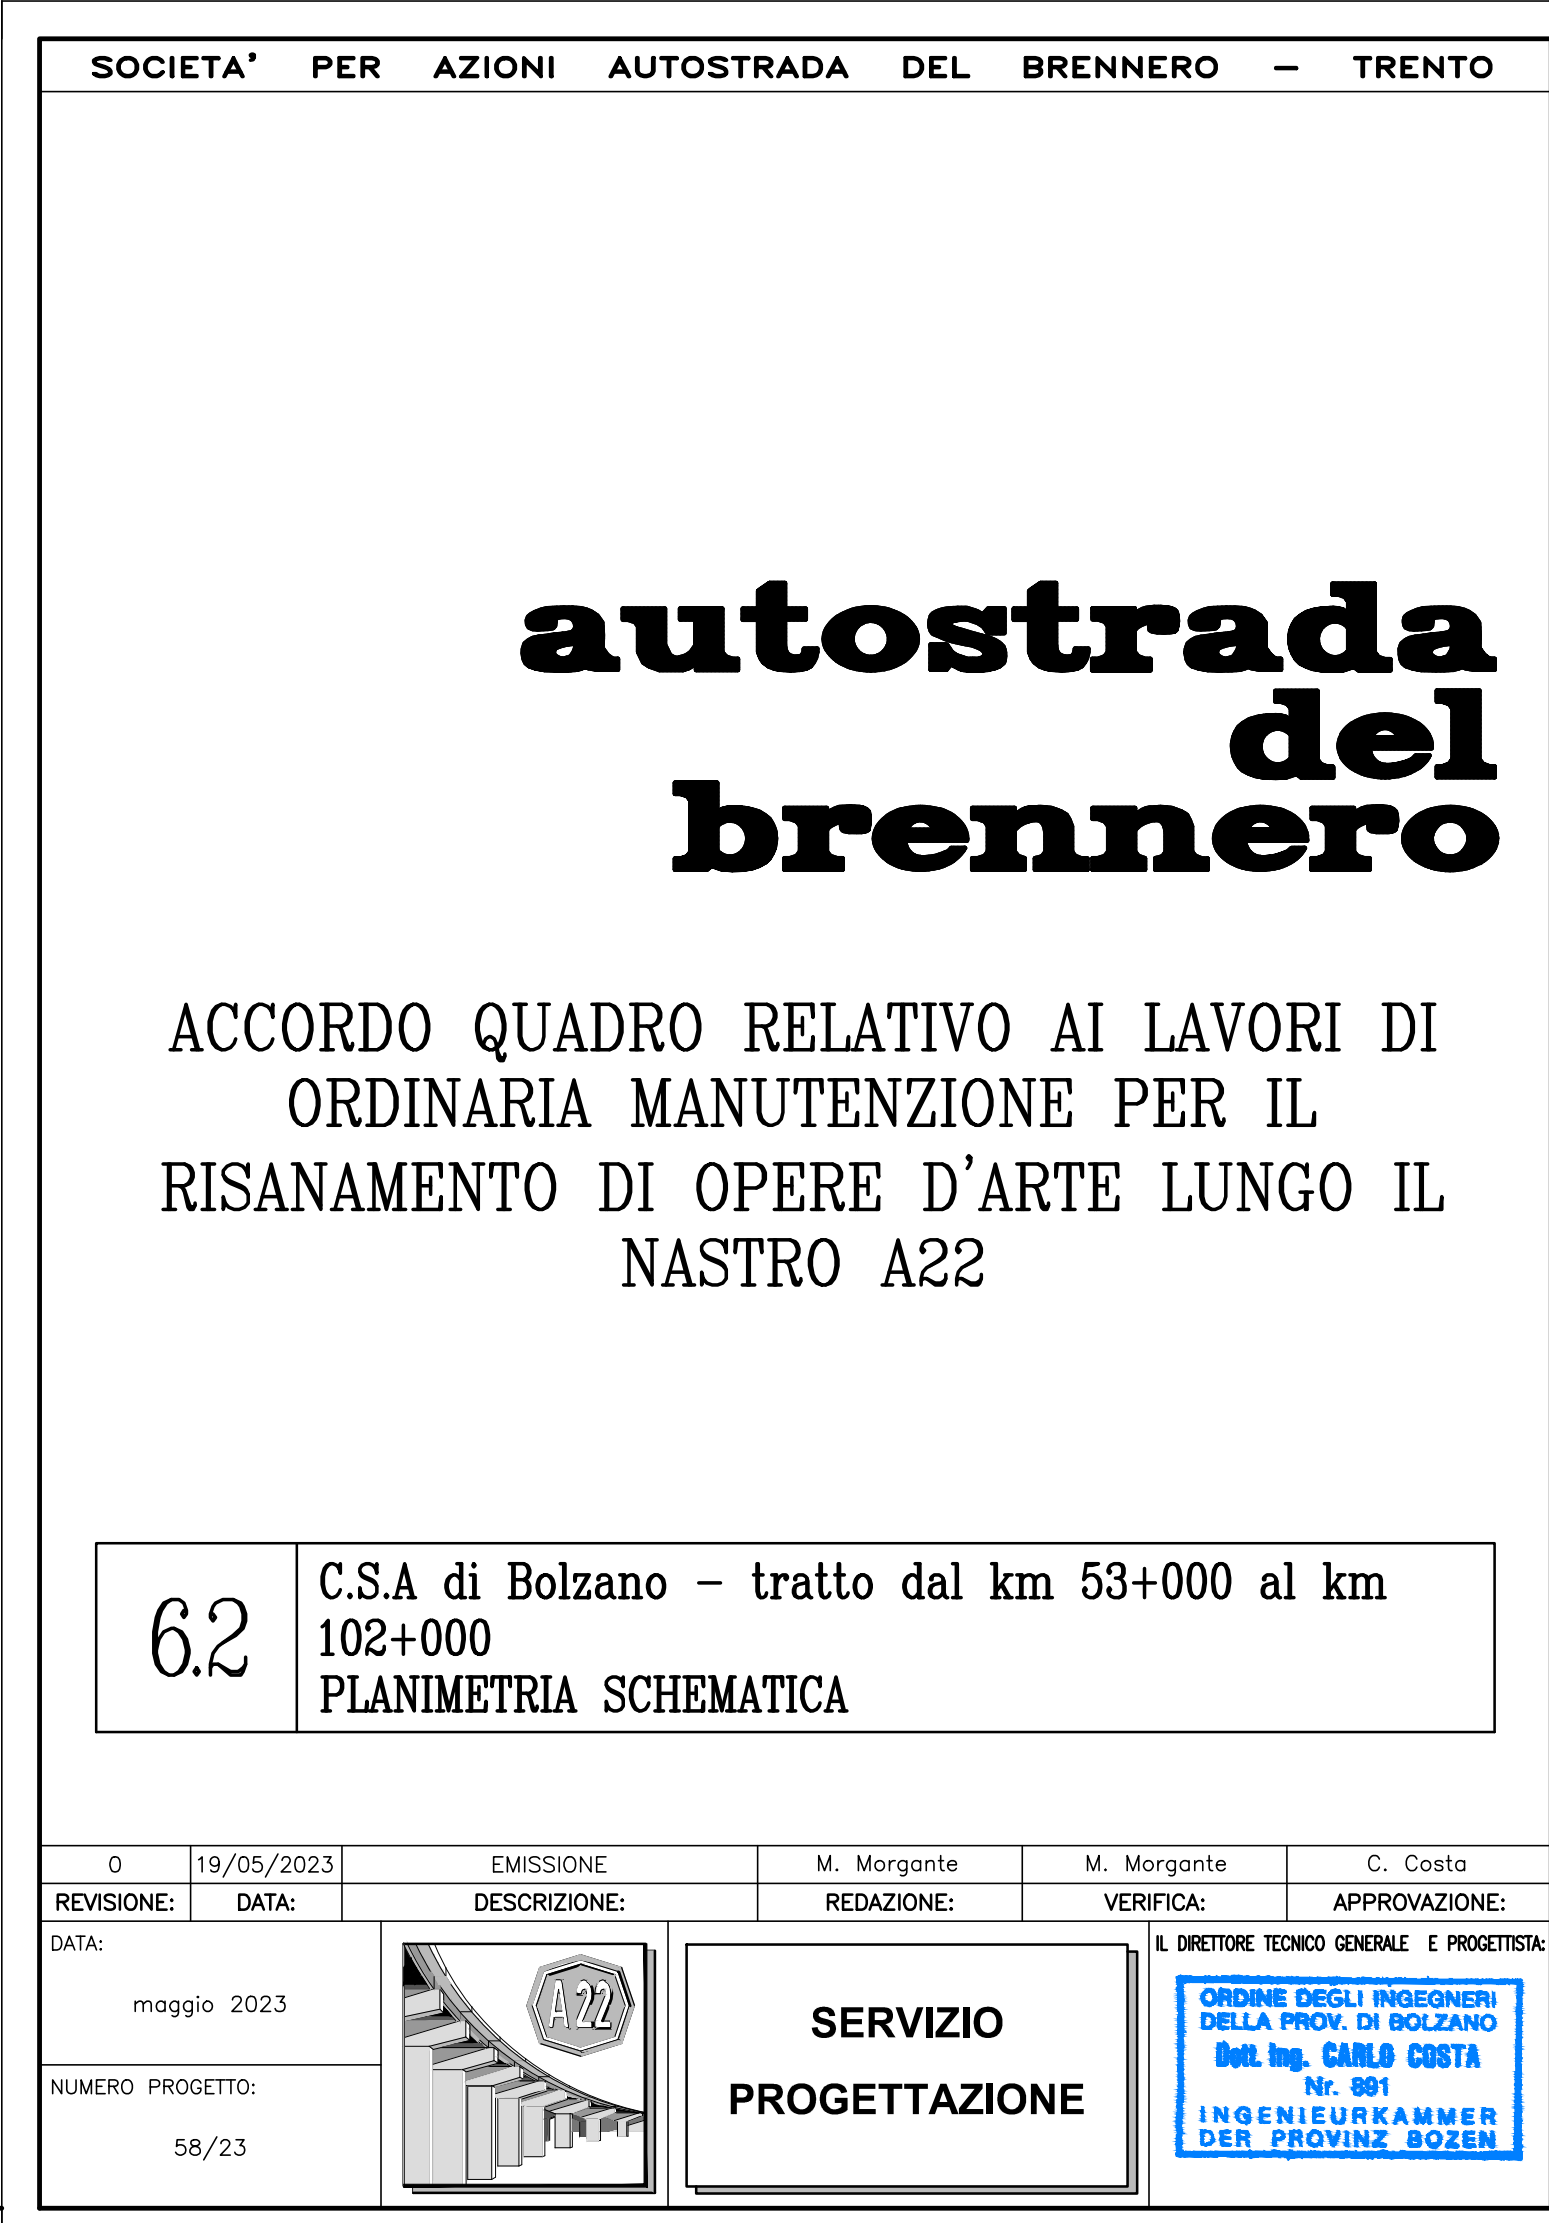 SOCIETA' PER AZIONI AUTOSTRADA DEL BRENNERO – TRENTO
autostrada
del
brennero
ACCORDO QUADRO RELATIVO AI LAVORI DI
ORDINARIA MANUTENZIONE PER IL
RISANAMENTO DI OPERE D'ARTE LUNGO IL
NASTRO A22
6.2
C.S.A di Bolzano – tratto dal km 53+000 al km
102+000
PLANIMETRIA SCHEMATICA
0 19/05/2023 EMISSIONE M. Morgante M. Morgante C. Costa
REVISIONE: DATA: DESCRIZIONE: REDAZIONE: VERIFICA: APPROVAZIONE:
DATA:
maggio 2023
NUMERO PROGETTO:
58/23
A22
SERVIZIO
PROGETTAZIONE
IL DIRETTORE TECNICO GENERALE E PROGETTISTA:
ORDINE DEGLI INGEGNERI
DELLA PROV. DI BOLZANO
Dott. Ing. CARLO COSTA
Nr. 891
INGENIEURKAMMER
DER PROVINZ BOZEN